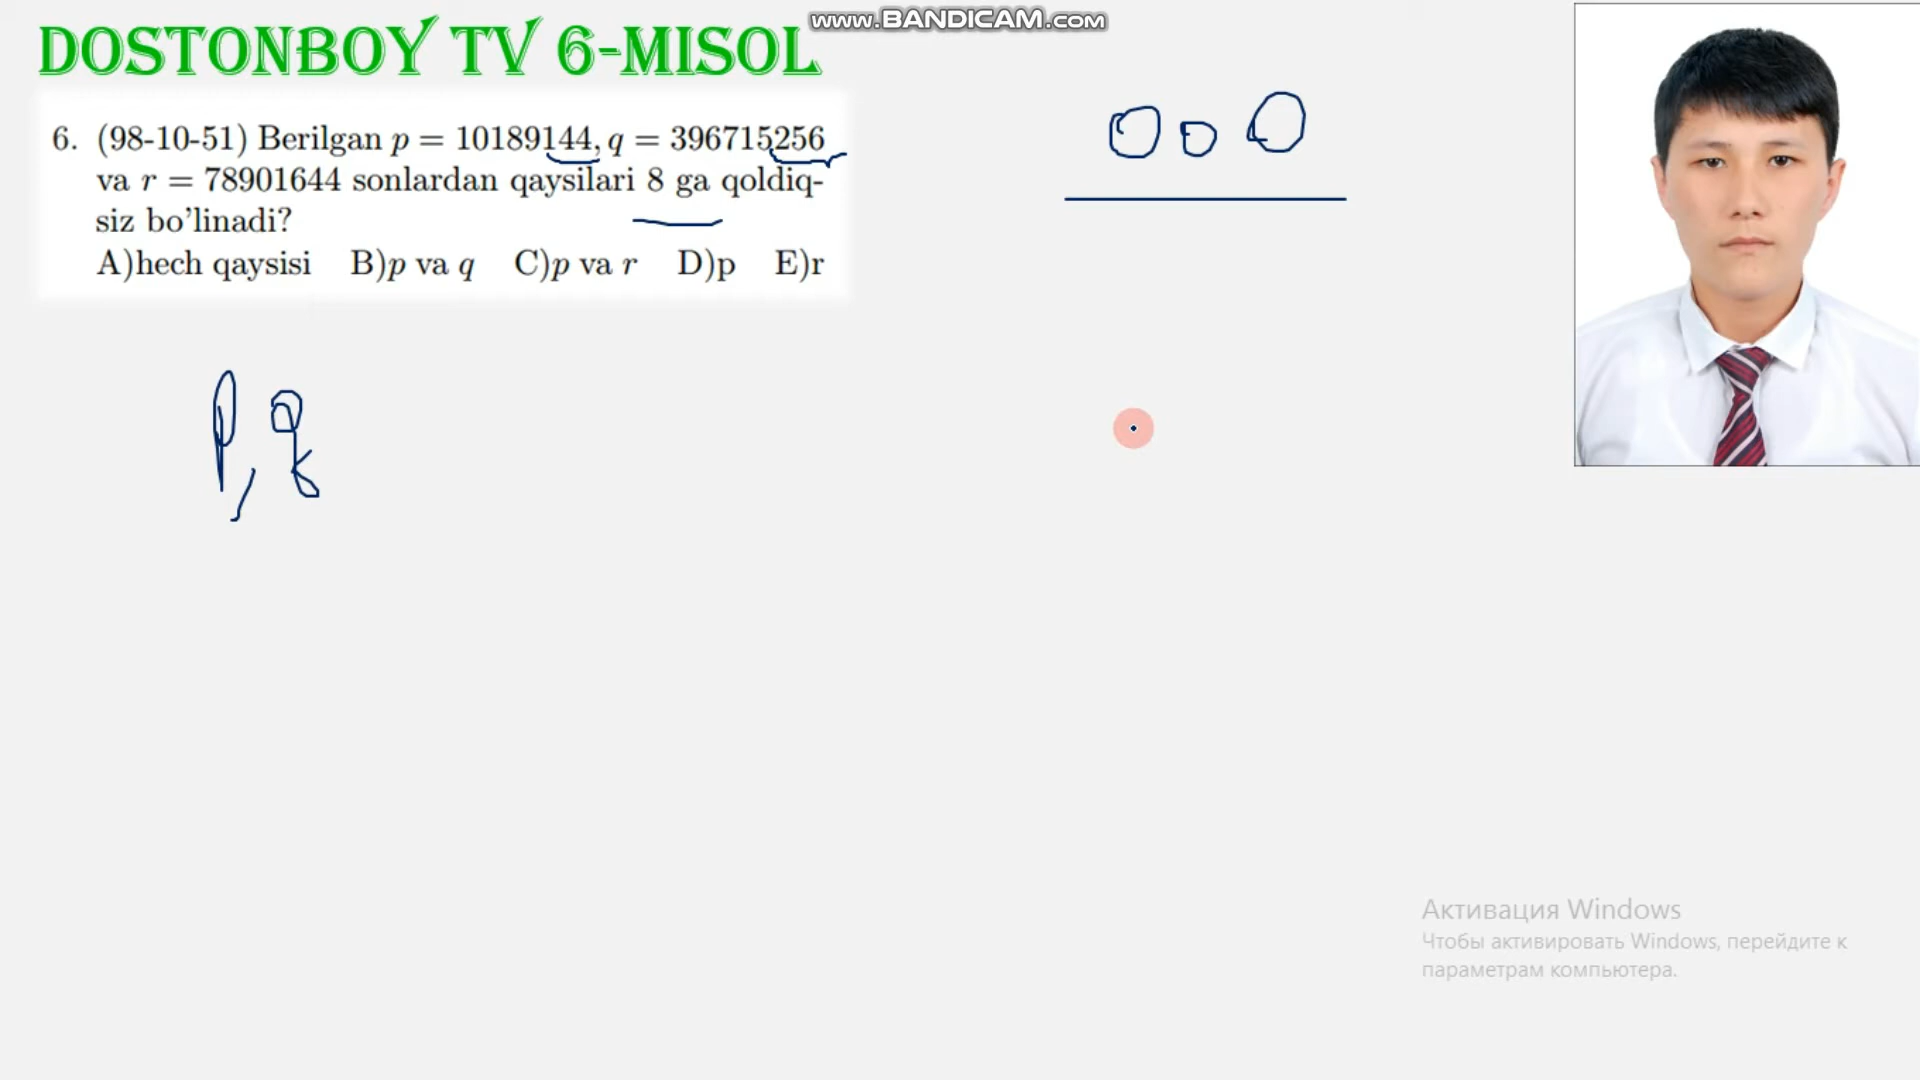 www.BANDICAM.com
DOSTONBOY TV 6-MISOL
6. (98-10-51) Berilgan p = 10189144, q = 396715256
va r = 78901644 sonlardan qaysilari 8 ga qoldiq-
siz bo'linadi?
A)hech qaysisi B)p va q C)p va r D)p E)r
000
p, q
Активация Windows
Чтобы активировать Windows, перейдите к
параметрам компьютера.